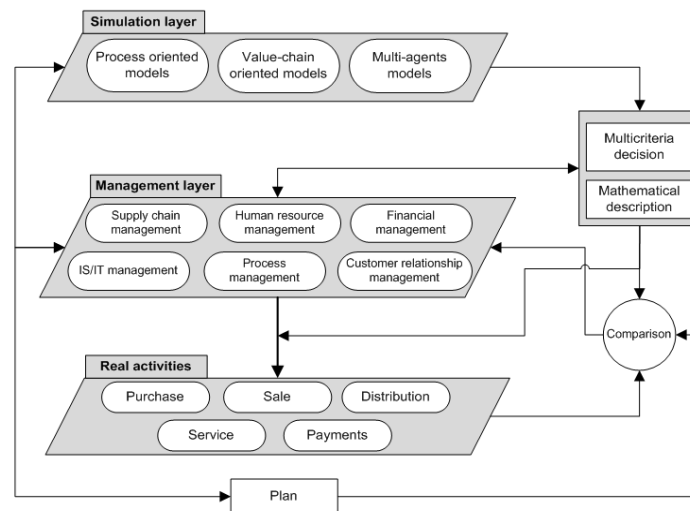 Simulation layer
Process oriented
models
Value-chain
oriented models
Multi-agents
models
Multicriteria
decision
Mathematical
description
Management layer
Supply chain
management
Human resource
management
Financial
management
IS/IT management
Process
management
Customer relationship
management
Comparison
Real activities
Purchase
Sale
Distribution
Service
Payments
Plan